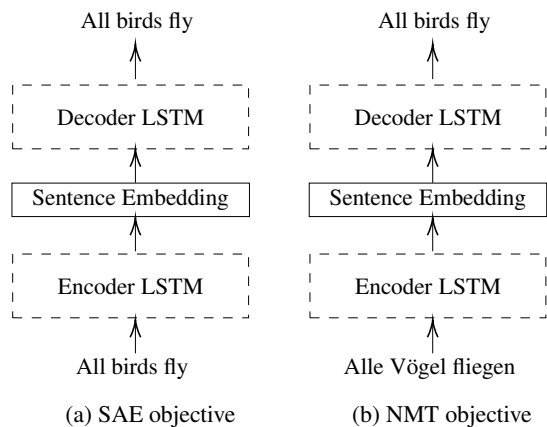 All birds fly
Decoder LSTM
Sentence Embedding
Encoder LSTM
All birds fly
(a) SAE objective
All birds fly
Decoder LSTM
Sentence Embedding
Encoder LSTM
Alle Vögel fliegen
(b) NMT objective